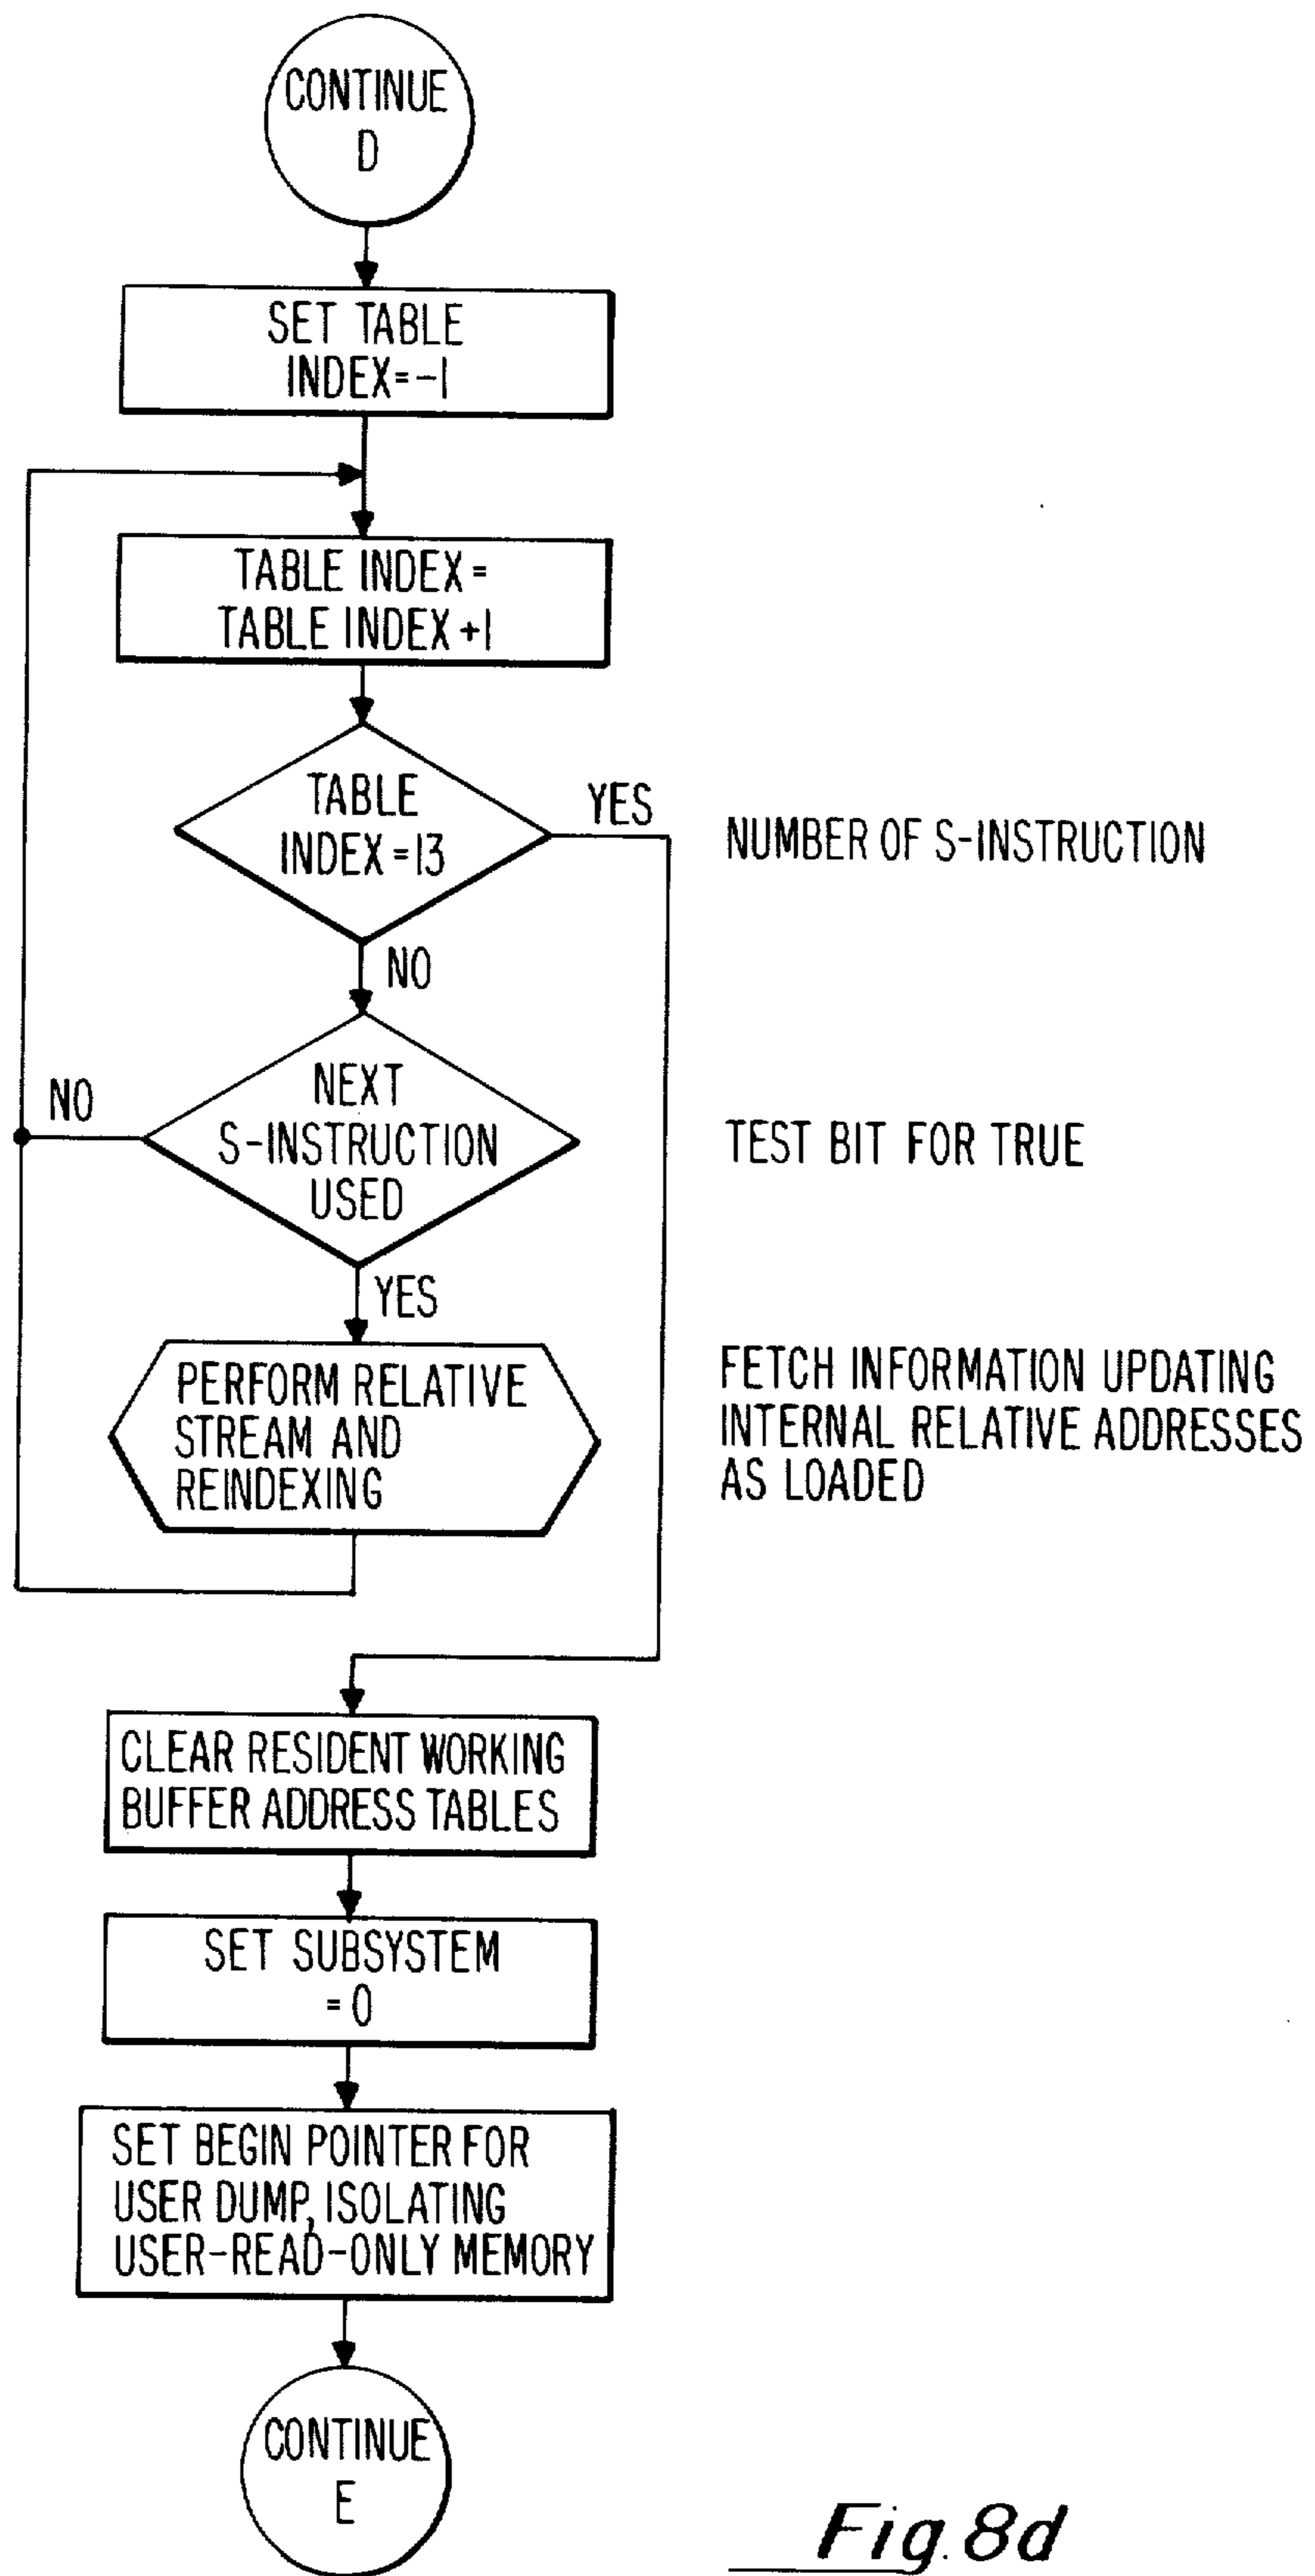 CONTINUE
D
SET TABLE
INDEX=-1
TABLE INDEX=
TABLE INDEX+1
TABLE
INDEX=13
YES
NUMBER OF S-INSTRUCTION
NO
NEXT
S-INSTRUCTION
USED
NO
TEST BIT FOR TRUE
YES
PERFORM RELATIVE
STREAM AND
REINDEXING
FETCH INFORMATION UPDATING
INTERNAL RELATIVE ADDRESSES
AS LOADED
CLEAR RESIDENT WORKING
BUFFER ADDRESS TABLES
SET SUBSYSTEM
=0
SET BEGIN POINTER FOR
USER DUMP, ISOLATING
USER-READ-ONLY MEMORY
CONTINUE
E
Fig. 8d